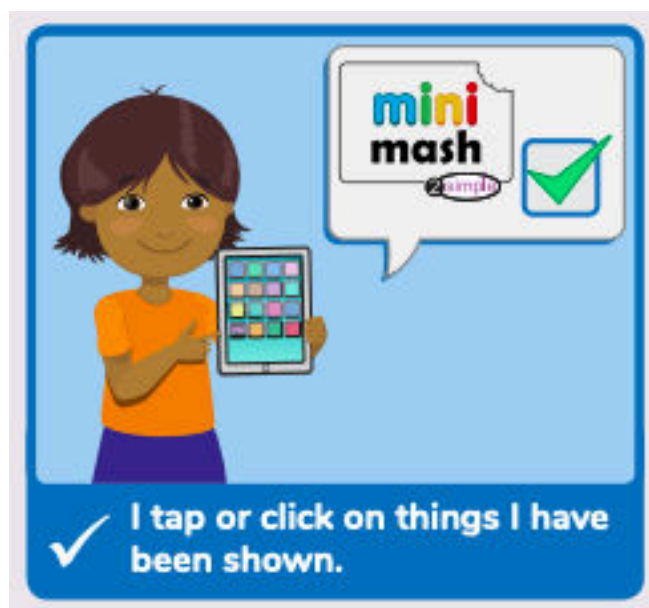 mini
mash
2simple
I tap or click on things I have
been shown.